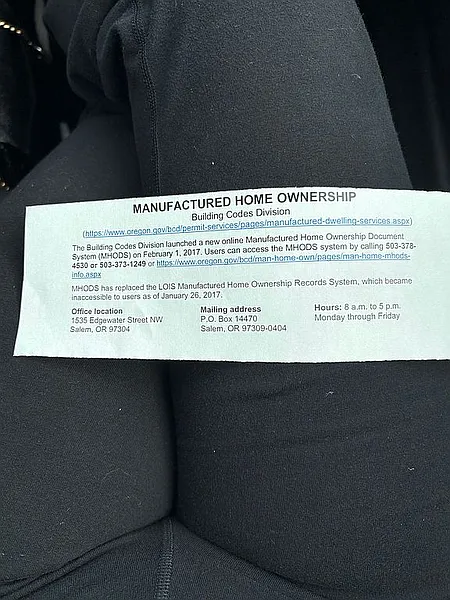 MANUFACTURED HOME OWNERSHIP
Building Codes Division
(https://www.oregon.gov/bcd/permit-services/pages/manufactured-dwelling-services.aspx)
The Building Codes Division launched a new online Manufactured Home Ownership Document
System (MHODS) on February 1, 2017. Users can access the MHODS system by calling 503-378-
4530 or 503-373-1249 or https://www.oregon.gov/bcd/man-home-own/pages/man-home-mhods-
info.aspx
MHODS has replaced the LOIS Manufactured Home Ownership Records System, which became
inaccessible to users as of January 26, 2017.
Office location Mailing address Hours: 8 a.m. to 5 p.m.
1535 Edgewater Street NW P.O. Box 14470 Monday through Friday
Salem, OR 97304 Salem, OR 97309-0404